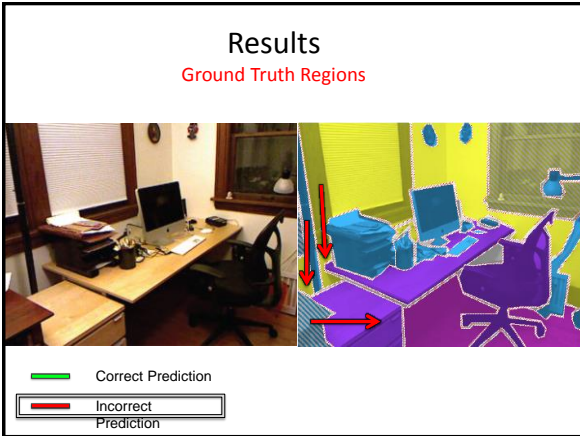 Results
Ground Truth Regions
Correct Prediction
Incorrect
Prediction